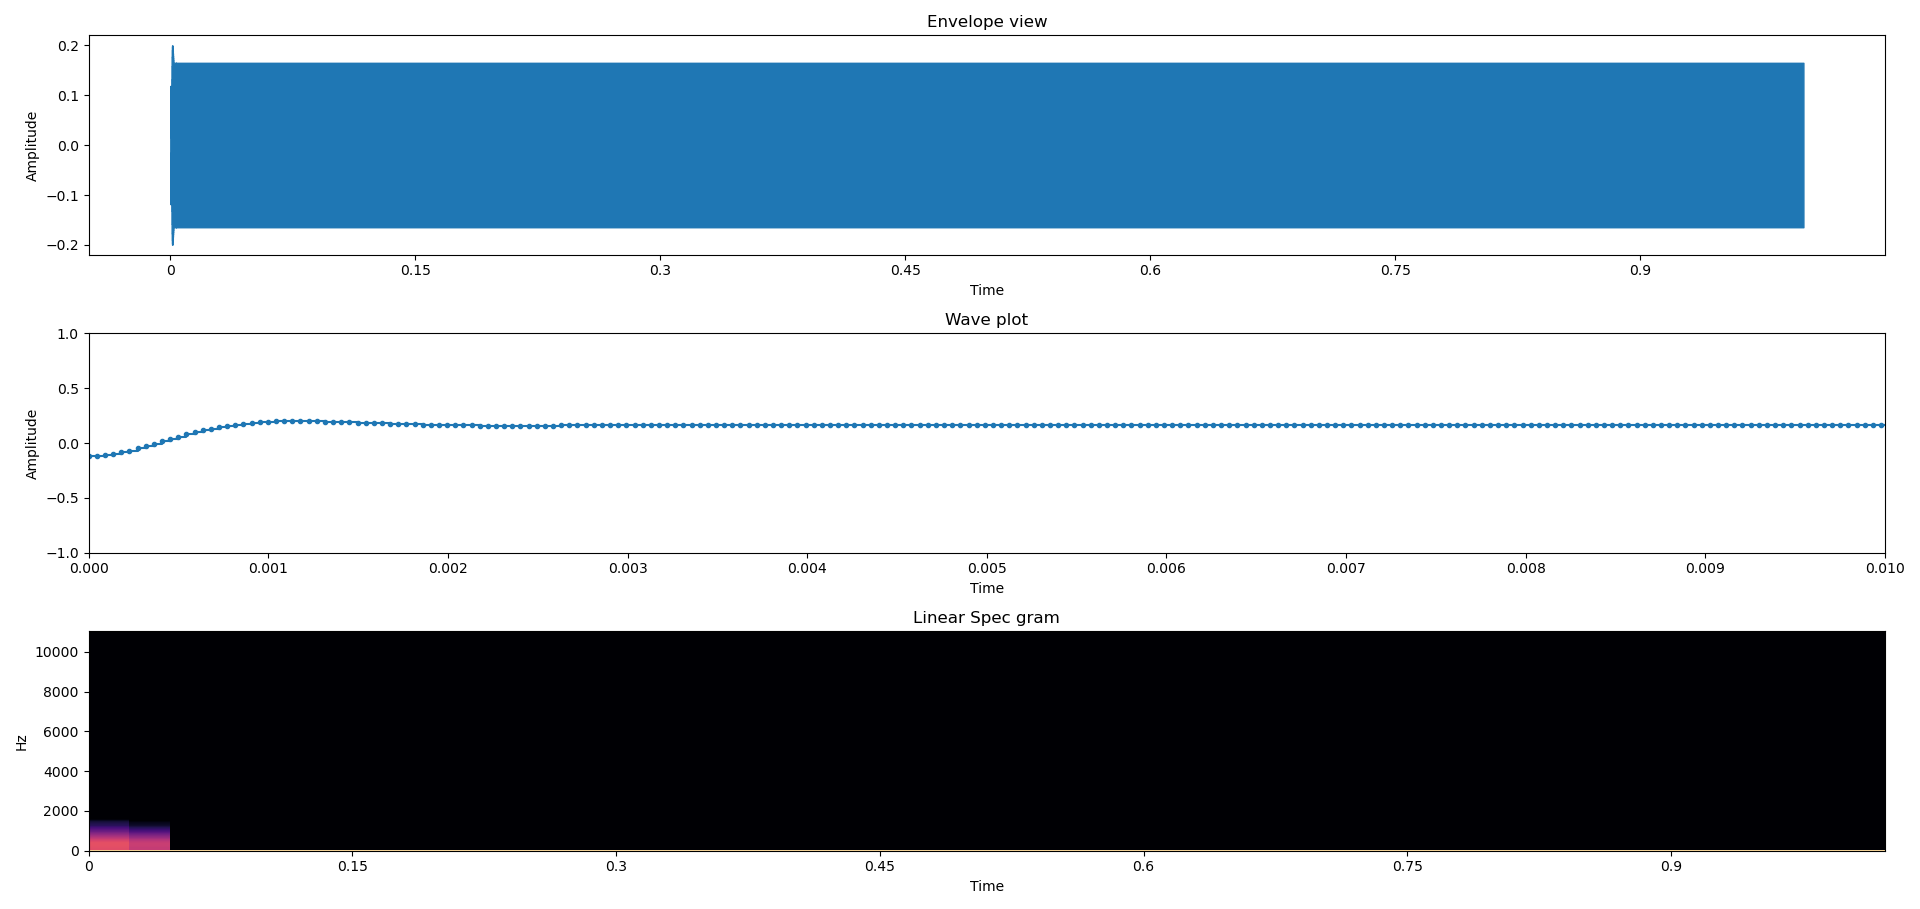 Envelope view
Amplitude
0.2
0.1
0.0
−0.1
−0.2
0 0.15 0.3 0.45 0.6 0.75 0.9
Time
Wave plot
Amplitude
1.0
0.5
0.0
−0.5
−1.0
0.000 0.001 0.002 0.003 0.004 0.005 0.006 0.007 0.008 0.009 0.010
Time
Linear Spec gram
Hz
10000
8000
6000
4000
2000
0
0 0.15 0.3 0.45 0.6 0.75 0.9
Time